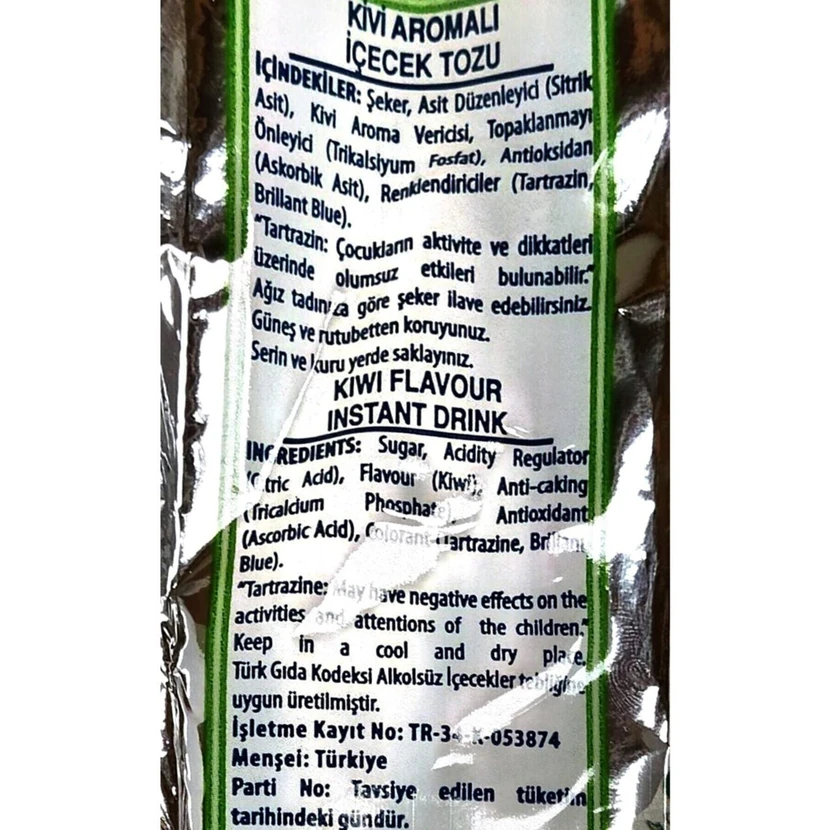 KİVİ AROMALI
İÇECEK TOZU
İÇİNDEKİLER: Şeker, Asit Düzenleyici (Sitrik
Asit), Kivi Aroma Vericisi, Topaklanmayı
Önleyici (Trikalsiyum Fosfat), Antioksidan
(Askorbik Asit), Renklendiriciler (Tartrazin,
Brillant Blue).
"Tartrazin: Çocukların aktivite ve dikkatleri
üzerinde olumsuz etkileri bulunabilir."
Ağız tadınıza göre şeker ilave edebilirsiniz.
Güneş ve rutubetten koruyunuz.
Serin ve kuru yerde saklayınız.
KIWI FLAVOUR
INSTANT DRINK
INGREDIENTS: Sugar, Acidity Regulator
(Citric Acid), Flavour (Kiwi), Anti-caking
(Tricalcium Phosphate), Antioxidant
(Ascorbic Acid), Colorant (Tartrazine, Brillant
Blue).
"Tartrazine: May have negative effects on the
activities and attentions of the children."
Keep in a cool and dry place.
Türk Gıda Kodeksi Alkolsüz İçecekler tebliğine
uygun üretilmiştir.
İşletme Kayıt No: TR-34-K-053874
Menşei: Türkiye
Parti No: Tavsiye edilen tüketim
tarihindeki gündür.